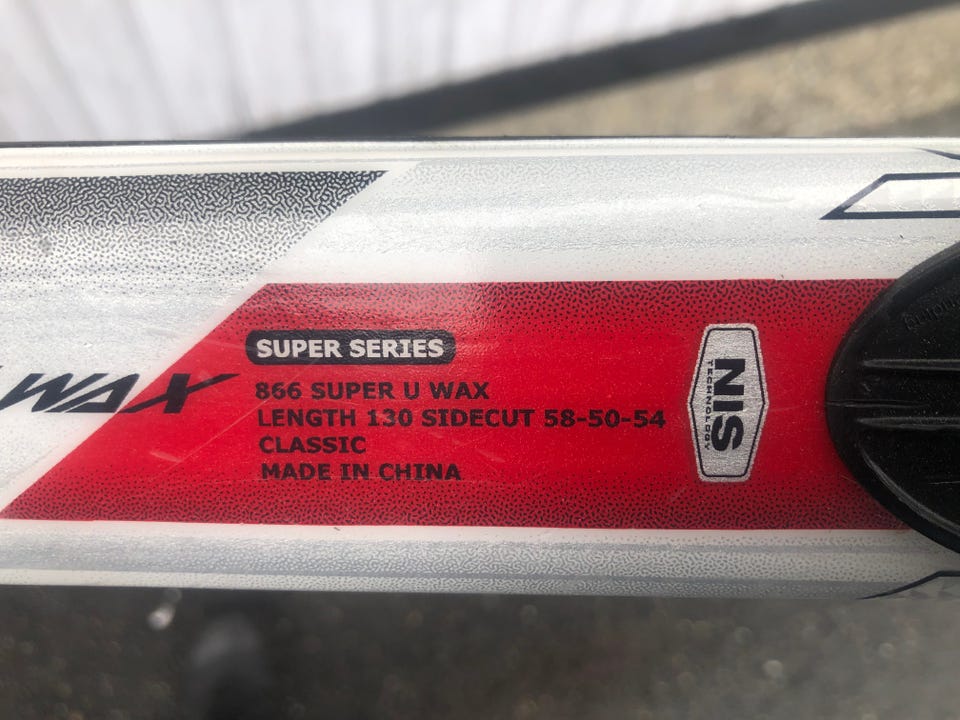 WAX
SUPER SERIES
866 SUPER U WAX
LENGTH 130 SIDECUT 58-50-54
CLASSIC
MADE IN CHINA
NIS
TECHNOLOGY